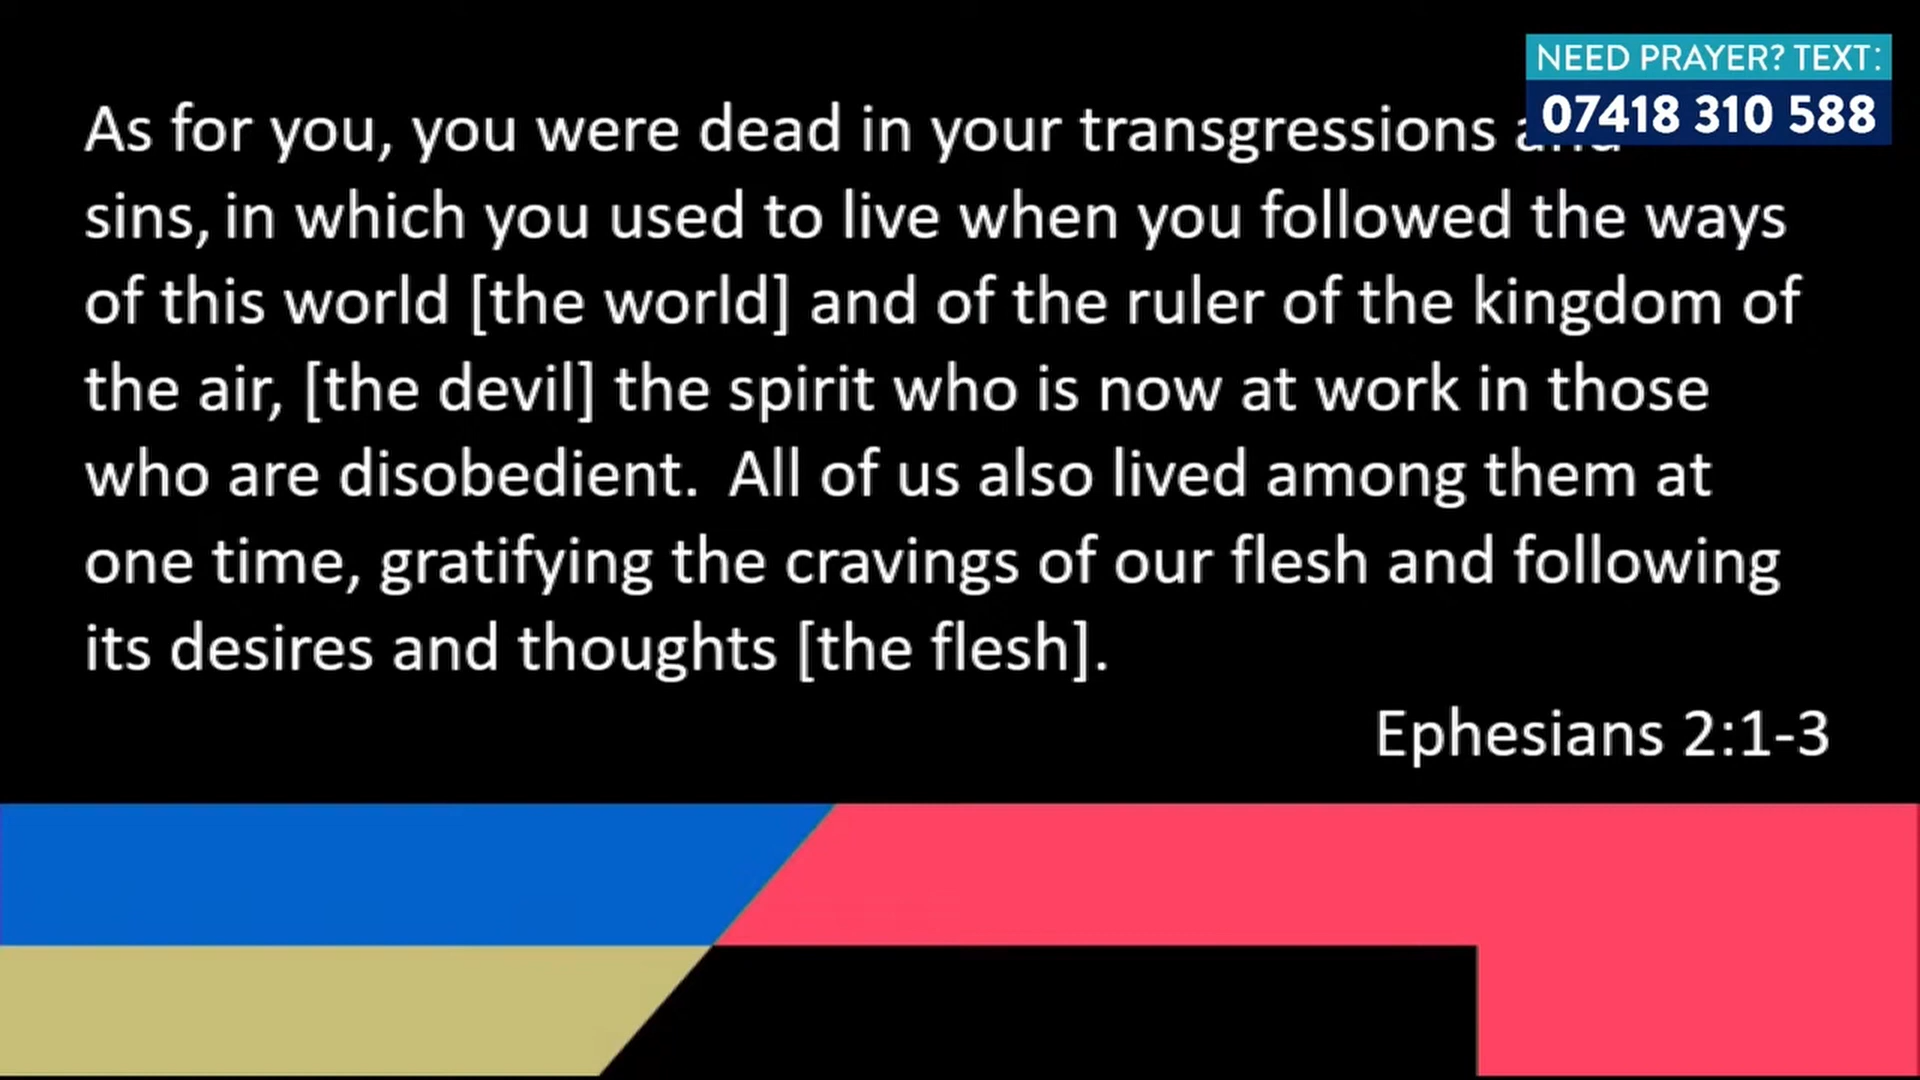 NEED PRAYER? TEXT:
07418 310 588
As for you, you were dead in your transgressions and
sins, in which you used to live when you followed the ways
of this world [the world] and of the ruler of the kingdom of
the air, [the devil] the spirit who is now at work in those
who are disobedient.  All of us also lived among them at
one time, gratifying the cravings of our flesh and following
its desires and thoughts [the flesh].
Ephesians 2:1-3